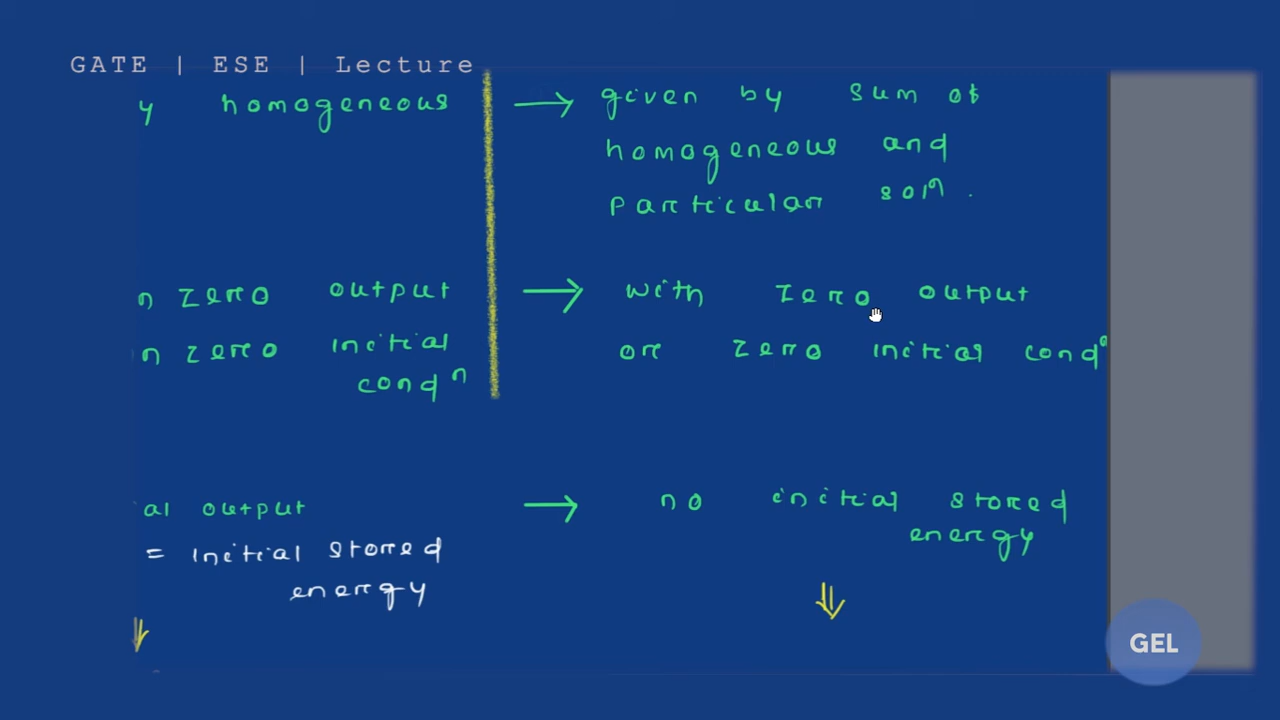 GATE | ESE | Lecture
y homogeneous → given by sum of
homogeneous and
particular solⁿ.
n zero output → with zero output
n zero initial condⁿ
or zero initial condⁿ
al output → no initial stored energy
= initial stored energy
⇓
⇓
GEL